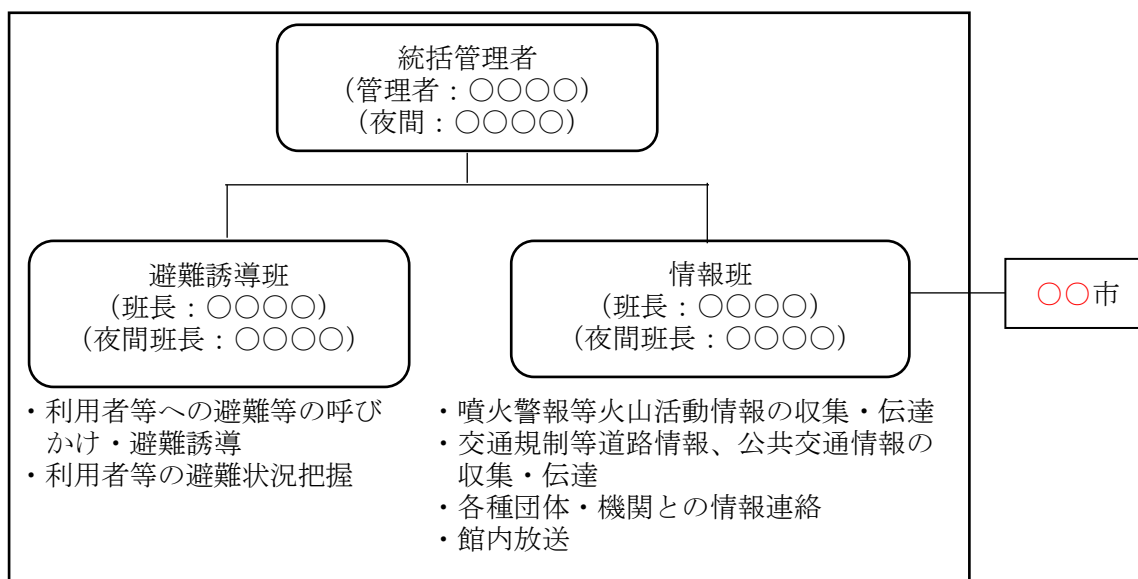 統括管理者
(管理者：○○○○)
(夜間：○○○○)
避難誘導班
(班長：○○○○)
(夜間班長：○○○○)
情報班
(班長：○○○○)
(夜間班長：○○○○)
○○市
・利用者等への避難等の呼び
かけ・避難誘導
・利用者等の避難状況把握
・噴火警報等火山活動情報の収集・伝達
・交通規制等道路情報、公共交通情報の
収集・伝達
・各種団体・機関との情報連絡
・館内放送